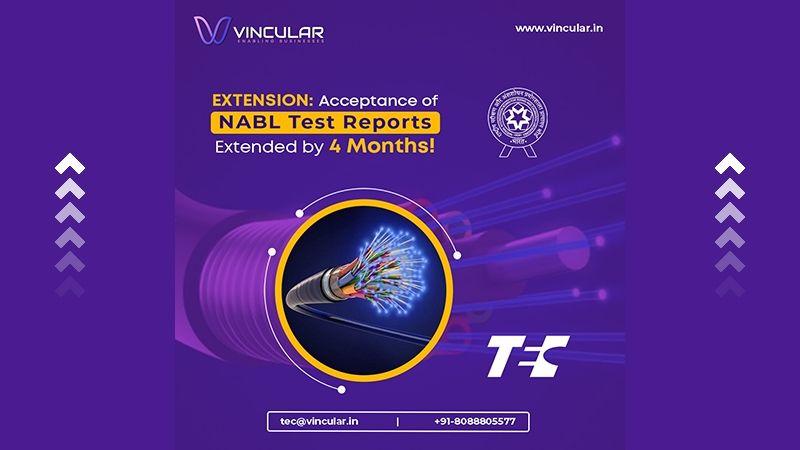 VINCULAR
ENABLING BUSINESSES
www.vincular.in
EXTENSION: Acceptance of
NABL Test Reports
Extended by 4 Months!
TEC
tec@vincular.in | +91-8088805577